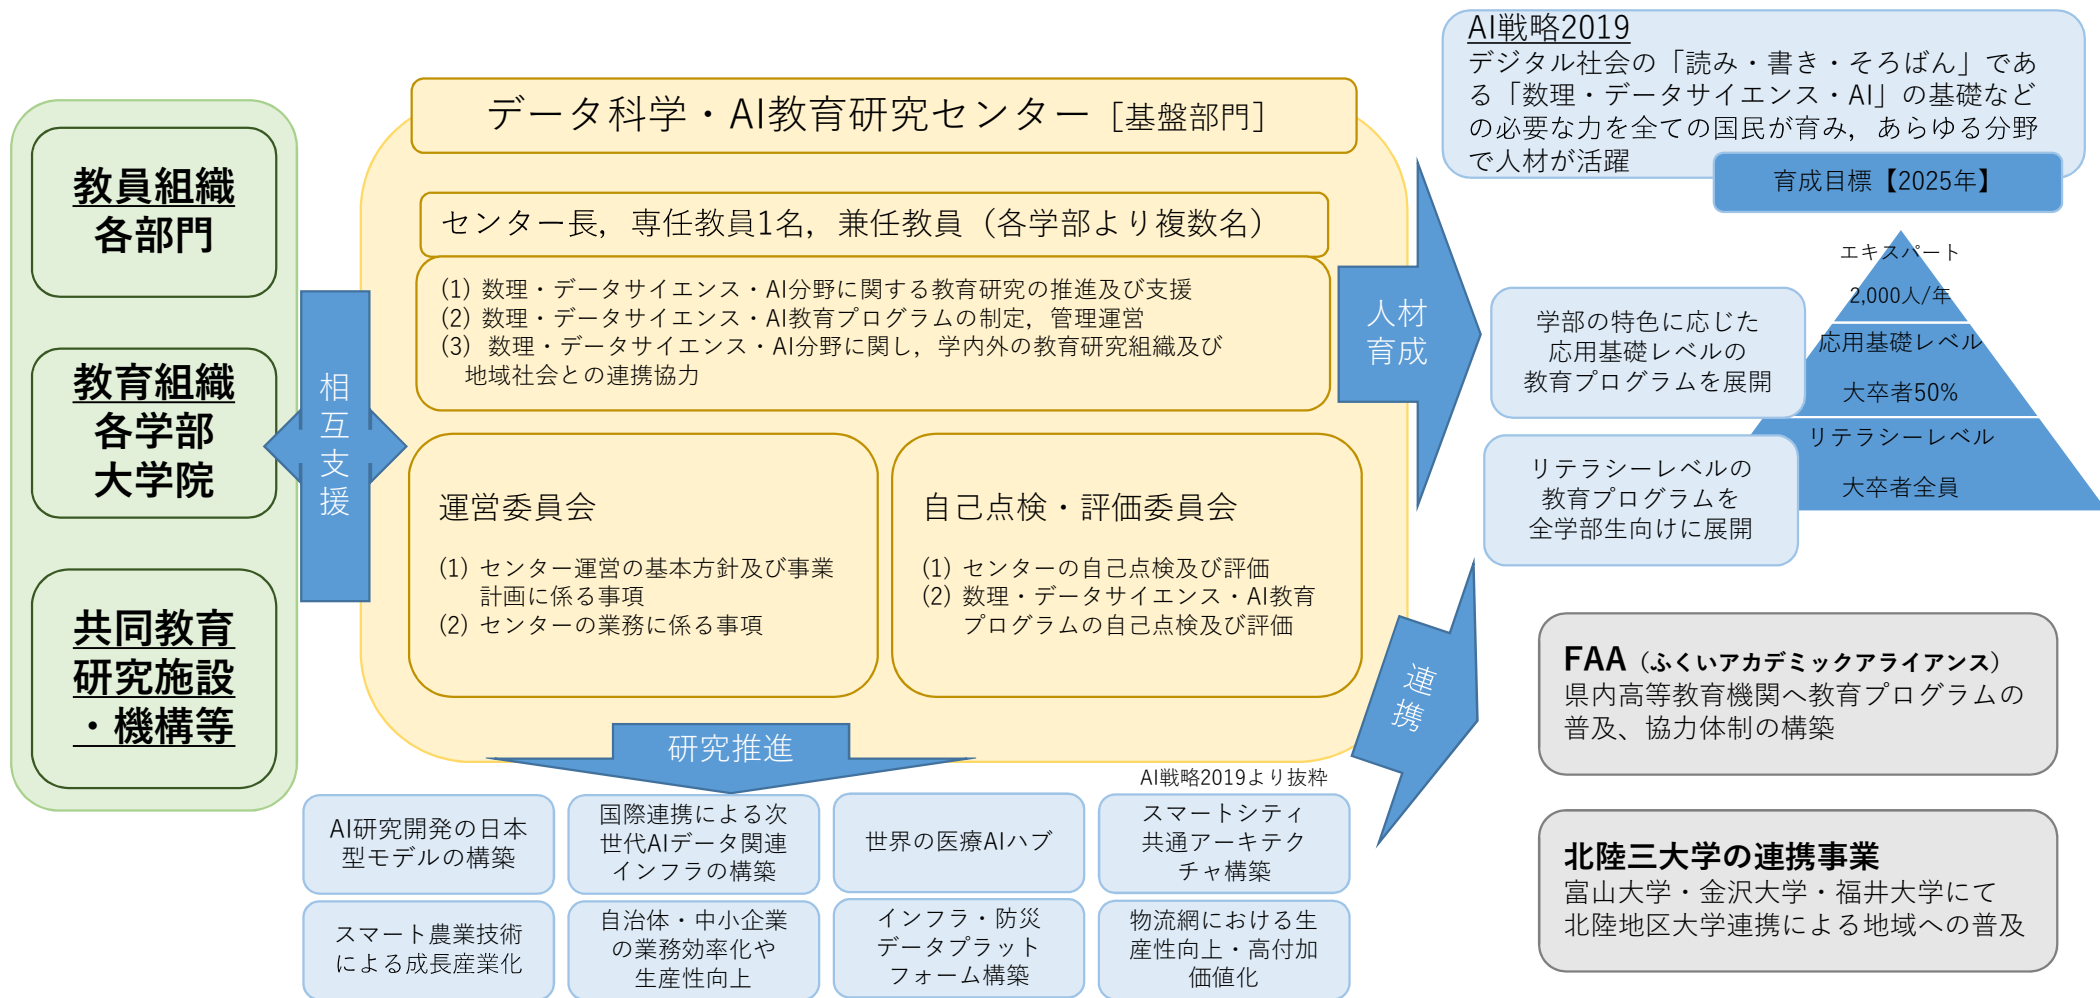 教員組織
各部門
教育組織
各学部
大学院
共同教育
研究施設
・機構等
相互支援
データ科学・AI教育研究センター［基盤部門］
センター長，専任教員1名，兼任教員（各学部より複数名）
(1) 数理・データサイエンス・AI分野に関する教育研究の推進及び支援
(2) 数理・データサイエンス・AI教育プログラムの制定，管理運営
(3) 数理・データサイエンス・AI分野に関し，学内外の教育研究組織及び
地域社会との連携協力
運営委員会
(1) センター運営の基本方針及び事業
計画に係る事項
(2) センターの業務に係る事項
自己点検・評価委員会
(1) センターの自己点検及び評価
(2) 数理・データサイエンス・AI教育
プログラムの自己点検及び評価
人材
育成
連携
研究推進
AI戦略2019より抜粋
AI研究開発の日本
型モデルの構築
国際連携による次
世代AIデータ関連
インフラの構築
世界の医療AIハブ
スマートシティ
共通アーキテク
チャ構築
スマート農業技術
による成長産業化
自治体・中小企業
の業務効率化や
生産性向上
インフラ・防災
データプラット
フォーム構築
物流網における生
産性向上・高付加
価値化
AI戦略2019
デジタル社会の「読み・書き・そろばん」であ
る「数理・データサイエンス・AI」の基礎など
の必要な力を全ての国民が育み，あらゆる分野
で人材が活躍
育成目標【2025年】
エキスパート
2,000人/年
応用基礎レベル
大卒者50%
リテラシーレベル
大卒者全員
学部の特色に応じた
応用基礎レベルの
教育プログラムを展開
リテラシーレベルの
教育プログラムを
全学部生向けに展開
FAA（ふくいアカデミックアライアンス）
県内高等教育機関へ教育プログラムの
普及、協力体制の構築
北陸三大学の連携事業
富山大学・金沢大学・福井大学にて
北陸地区大学連携による地域への普及